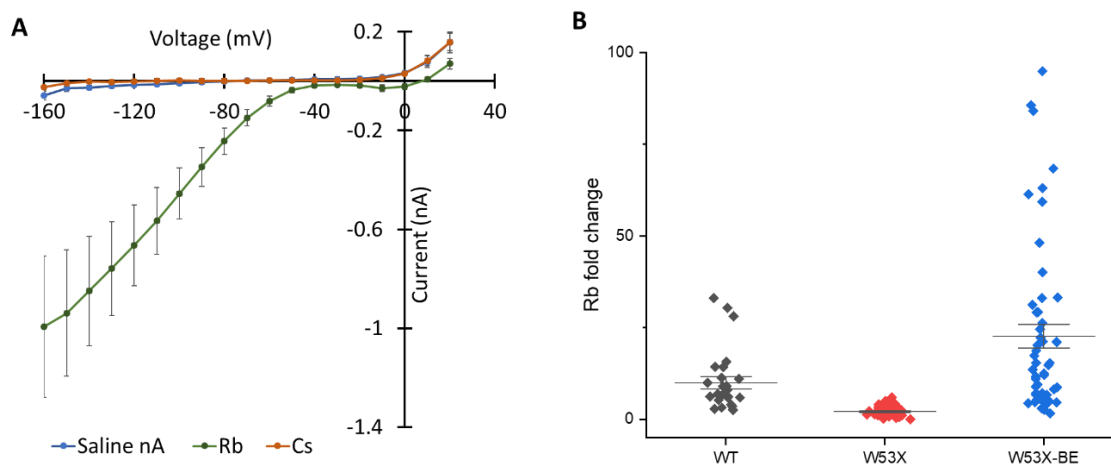 A
Voltage (mV)
0.2
-160
-120
-80
-40
0
40
-0.2
-0.6
-1
-1.4
Current (nA)
Saline nA
Rb
Cs
B
100
50
0
Rb fold change
WT
W53X
W53X-BE